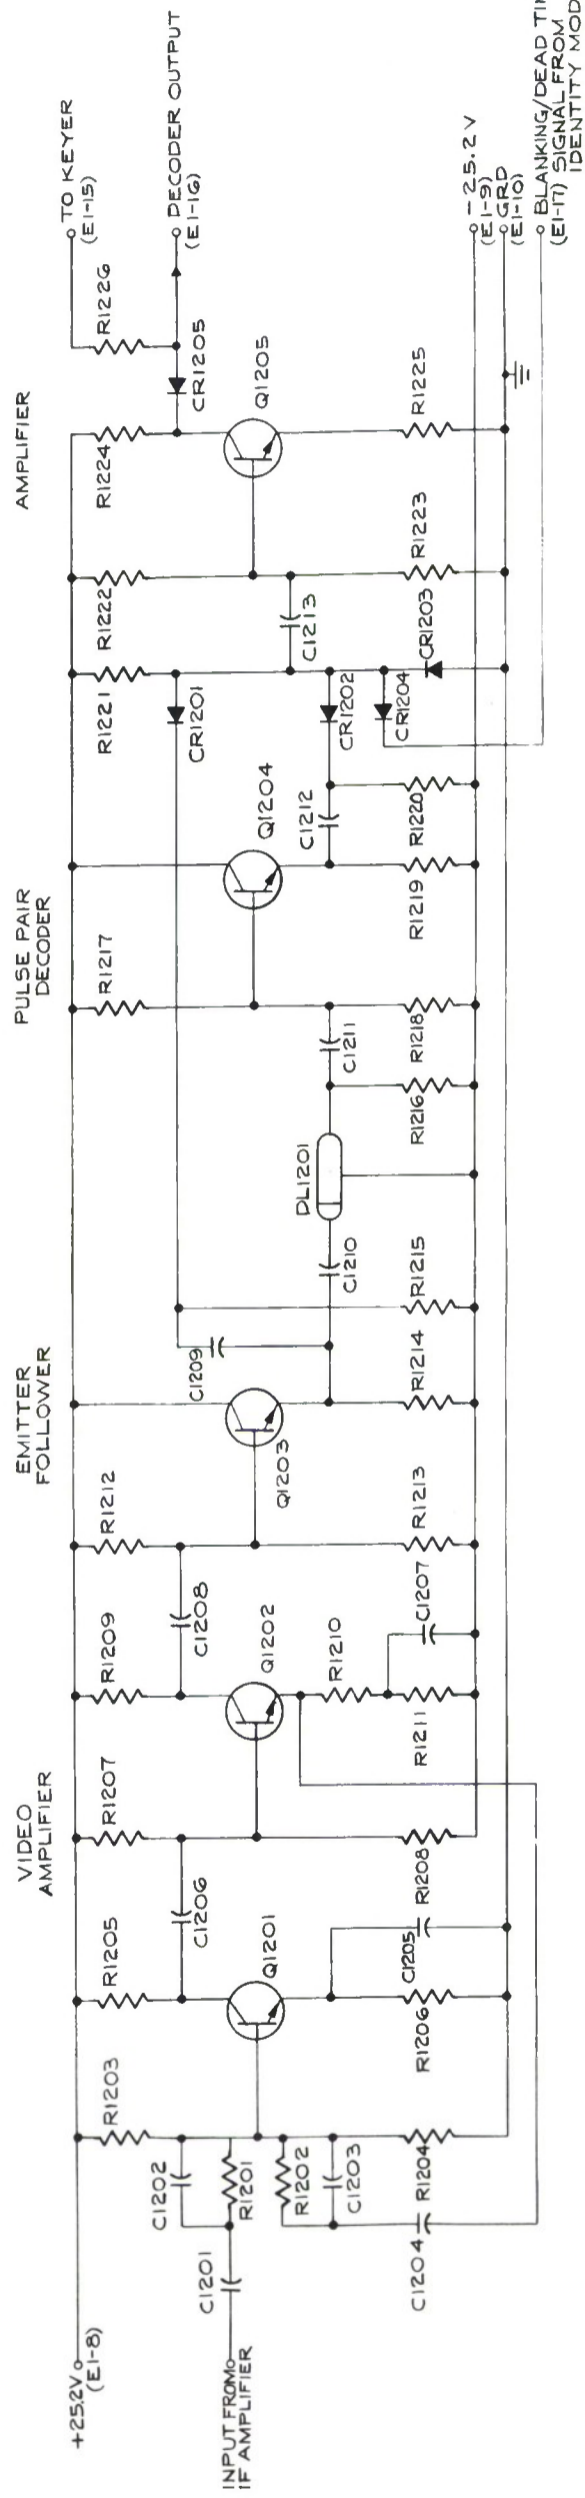 VIDEO
AMPLIFIER
EMITTER
FOLLOWER
PULSE PAIR
DECODER
AMPLIFIER
+25.2V
(E1-8)
R1203
R1205
R1207
R1209
R1212
R1217
R1221
R1222
R1224
R1226
TO KEYER
(E1-15)
C1202
C1206
C1208
C1209
CR1201
CR1205
DECODER OUTPUT
(E1-16)
INPUT FROM
IF AMPLIFIER
C1201
R1201
R1202
C1203
Q1201
Q1202
Q1203
Q1204
Q1205
R1210
C1210
DL1201
C1211
C1212
CR1202
C1213
C1204
R1204
R1206
C1205
R1208
R1211
C1207
R1213
R1214
R1215
R1216
R1218
R1219
R1220
CR1204
CR1203
R1223
R1225
-25.2V
(E1-9)
GRD
(E1-10)
BLANKING/DEAD
(E1-17) SIGNAL FROM
IDENTITY